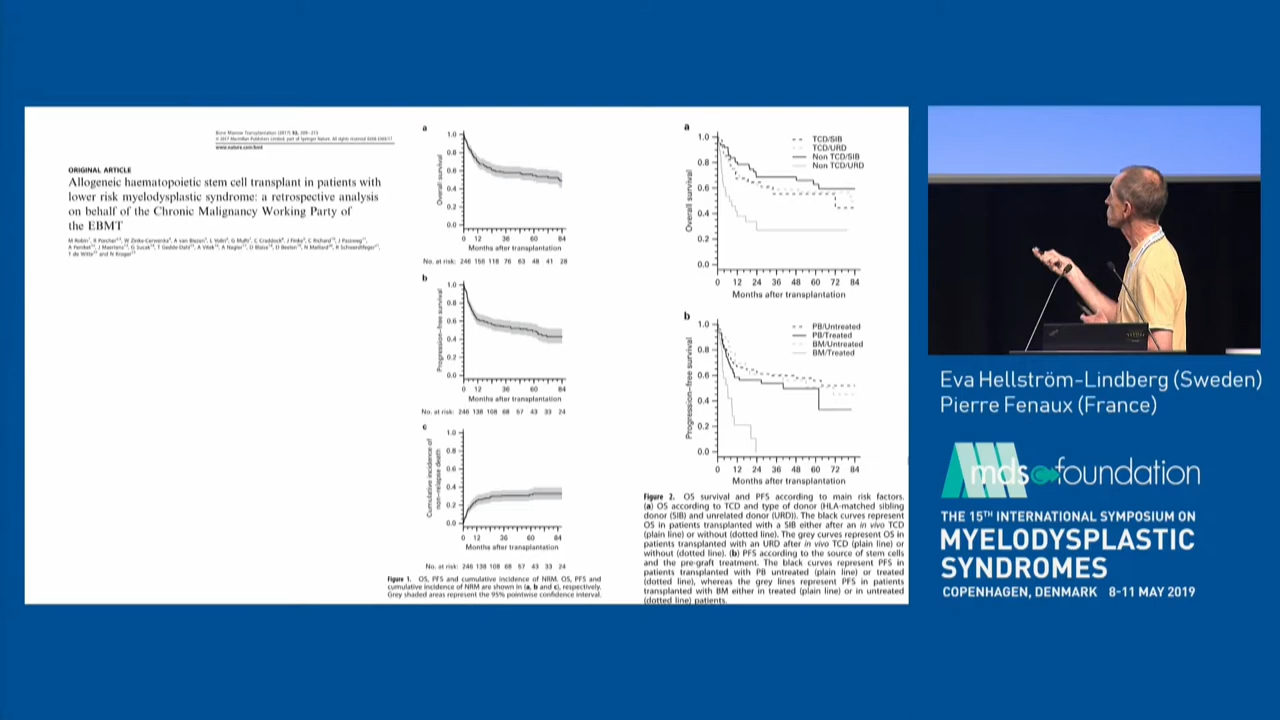 Bone Marrow Transplantation (2017) 52, 209–215
www.nature.com/bmt
ORIGINAL ARTICLE
Allogeneic haematopoietic stem cell transplant in patients with
lower risk myelodysplastic syndrome: a retrospective analysis
on behalf of the Chronic Malignancy Working Party of
the EBMT
T de Witte and N Kröger
a
Overall survival
1.0
0.8
0.6
0.4
0.2
0.0
0 12 36 60 84
Months after transplantation
No. at risk: 246 158 118 76 63 48 41 28
b
Progression-free survival
1.0
0.8
0.6
0.4
0.2
0.0
0 12 36 60 84
Months after transplantation
No. at risk: 246 138 108 68 57 43 33 24
c
Cumulative incidence of
non-relapse death
1.0
0.8
0.6
0.4
0.2
0.0
0 12 36 60 84
Months after transplantation
No. at risk: 246 138 108 68 57 43 33 24
Figure 1. OS, PFS and cumulative incidence of NRM. OS, PFS and
cumulative incidence of NRM are shown in (a, b and c), respectively.
Grey shaded areas represent the 95% pointwise confidence interval.
a
Overall survival
1.0
0.8
0.6
0.4
0.2
0.0
TCD/SIB
TCD/URD
Non TCD/SIB
Non TCD/URD
0 12 24 36 48 60 72 84
Months after transplantation
b
Progression-free survival
1.0
0.8
0.6
0.4
0.2
0.0
PB/Untreated
PB/Treated
BM/Untreated
BM/Treated
0 12 24 36 48 60 72 84
Months after transplantation
Figure 2. OS survival and PFS according to main risk factors.
(a) OS according to TCD and type of donor (HLA-matched sibling
donor (SIB) and unrelated donor (URD)). The black curves represent
OS in patients transplanted with a SIB either after an in vivo TCD
(plain line) or without (dotted line). The grey curves represent OS in
patients transplanted with an URD after in vivo TCD (plain line) or
without (dotted line). (b) PFS according to the source of stem cells
and the pre-graft treatment. The black curves represent PFS in
patients transplanted with PB untreated (plain line) or treated
(dotted line), whereas the grey lines represent PFS in patients
transplanted with BM either in treated (plain line) or in untreated
(dotted line) patients.
Eva Hellström-Lindberg (Sweden)
Pierre Fenaux (France)
mds foundation
THE 15TH INTERNATIONAL SYMPOSIUM ON
MYELODYSPLASTIC
SYNDROMES
COPENHAGEN, DENMARK 8-11 MAY 2019